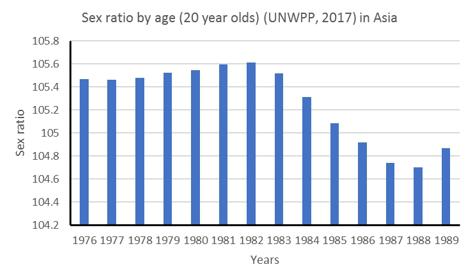 Sex ratio by age (20 year olds) (UNWPP, 2017) in Asia
105.8
105.6
105.4
105.2
105
104.8
104.6
104.4
104.2
Sex ratio
1976 1977 1978 1979 1980 1981 1982 1983 1984 1985 1986 1987 1988 1989
Years